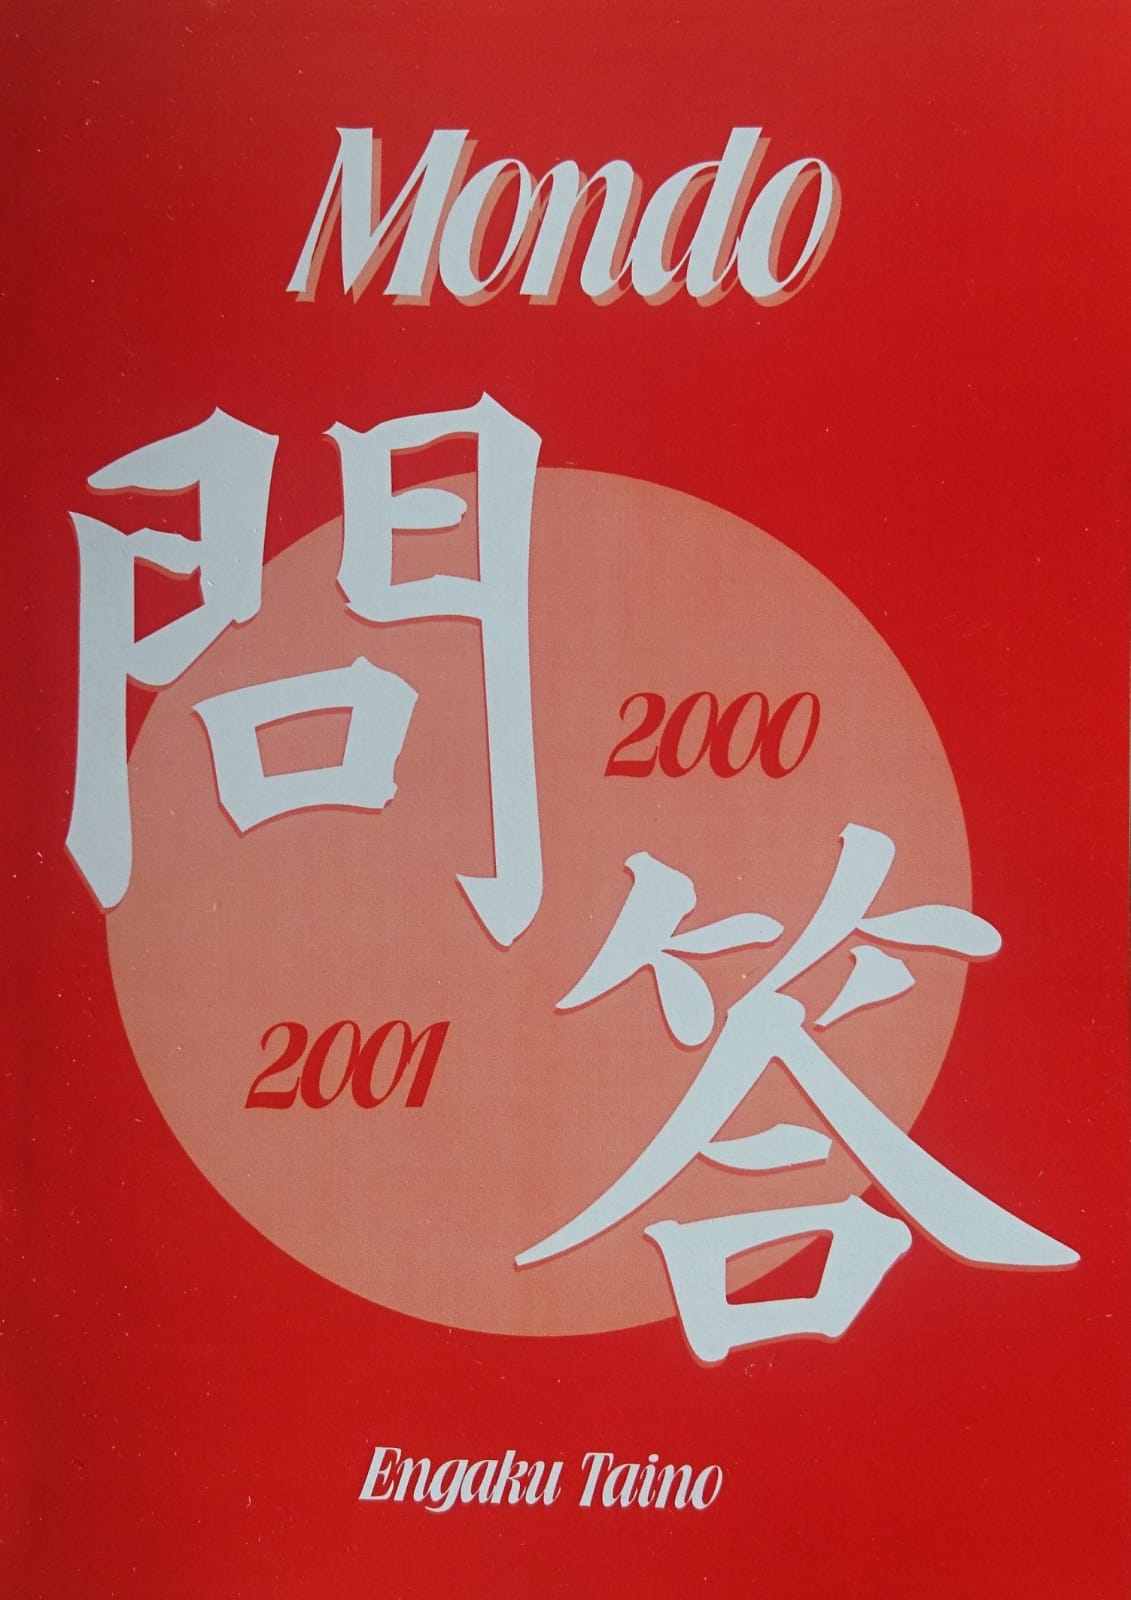 Mondo
問
2000
答
2001
Engaku Taino